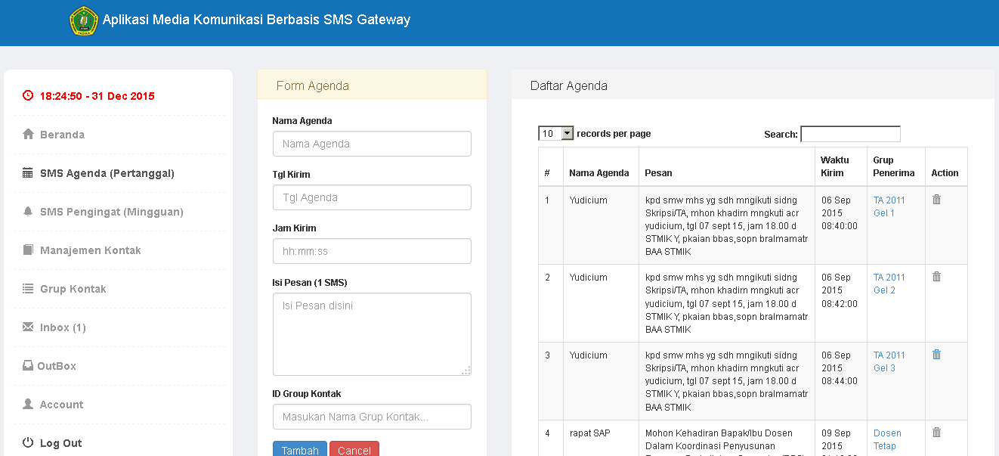 Aplikasi Media Komunikasi Berbasis SMS Gateway
18:24:50 - 31 Dec 2015
Beranda
SMS Agenda (Pertanggal)
SMS Pengingat (Mingguan)
Manajemen Kontak
Grup Kontak
Inbox (1)
OutBox
Account
Log Out
Form Agenda
Nama Agenda
Nama Agenda
Tgl Kirim
Tgl Agenda
Jam Kirim
hh:mm:ss
Isi Pesan (1 SMS)
Isi Pesan disini
ID Group Kontak
Masukan Nama Grup Kontak...
Tambah Cancel
Daftar Agenda
10 records per page Search:
# Nama Agenda Pesan Waktu Kirim Grup Penerima Action
1 Yudicium
kpd smw mhs yg sdh mngikuti sidng
Skripsi/TA, mhon khadirn mngkuti acr
yudicium, tgl 07 sept 15, jam 18.00 d
STMIK Y, pkaian bbas,sopn bralmamatr
BAA STMIK
06 Sep
2015
08:40:00
TA 2011
Gel 1
2 Yudicium
kpd smw mhs yg sdh mngikuti sidng
Skripsi/TA, mhon khadirn mngkuti acr
yudicium, tgl 07 sept 15, jam 18.00 d
STMIK Y, pkaian bbas,sopn bralmamatr
BAA STMIK
06 Sep
2015
08:42:00
TA 2011
Gel 2
3 Yudicium
kpd smw mhs yg sdh mngikuti sidng
Skripsi/TA, mhon khadirn mngkuti acr
yudicium, tgl 07 sept 15, jam 18.00 d
STMIK Y, pkaian bbas,sopn bralmamatr
BAA STMIK
06 Sep
2015
08:44:00
TA 2011
Gel 3
4 rapat SAP
Mohon Kehadiran Bapak/Ibu Dosen
Dalam Koordinasi Penyusunan
09 Sep
2015
Dosen
Tetap